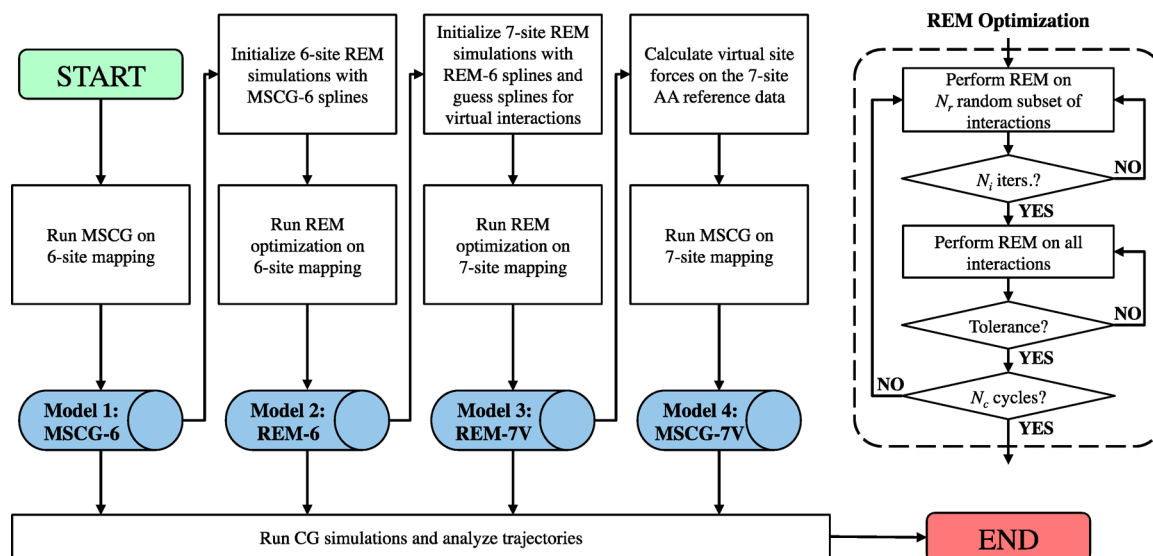 START
Run MSCG on
6-site mapping
Model 1:
MSCG-6
Initialize 6-site REM
simulations with
MSCG-6 splines
Run REM
optimization on
6-site mapping
Model 2:
REM-6
Initialize 7-site REM
simulations with
REM-6 splines and
guess splines for
virtual interactions
Run REM
optimization on
7-site mapping
Model 3:
REM-7V
Calculate virtual site
forces on the 7-site
AA reference data
Run MSCG on
7-site mapping
Model 4:
MSCG-7V
Run CG simulations and analyze trajectories
END
REM Optimization
Perform REM on
N_r random subset of
interactions
NO
N_i iters.?
YES
Perform REM on all
interactions
NO
Tolerance?
YES
NO
N_c cycles?
YES